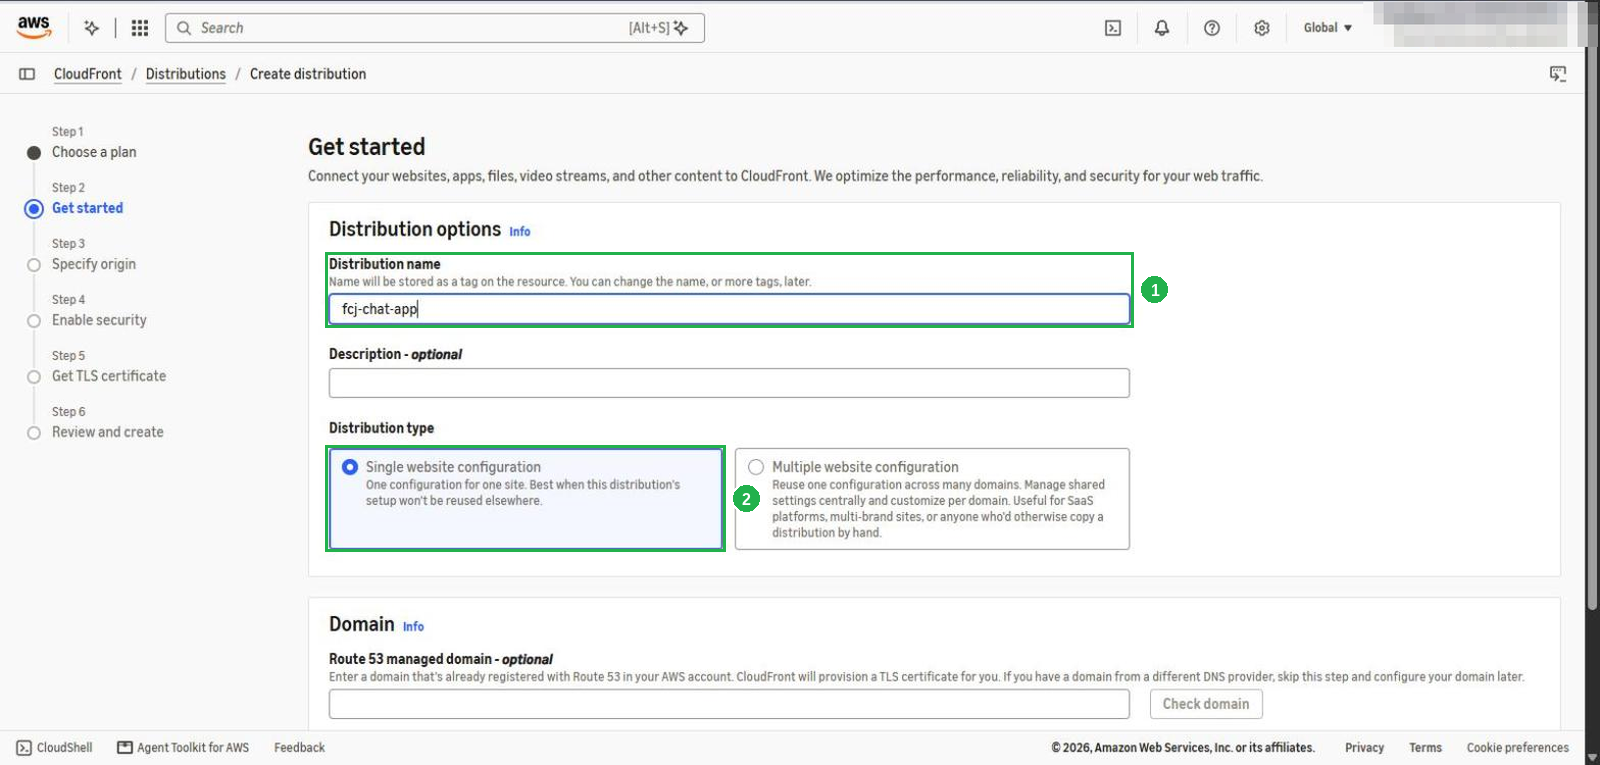 aws
Search
[Alt+S]
Global
CloudFront / Distributions / Create distribution
Step 1
Choose a plan
Step 2
Get started
Step 3
Specify origin
Step 4
Enable security
Step 5
Get TLS certificate
Step 6
Review and create
Get started
Connect your websites, apps, files, video streams, and other content to CloudFront. We optimize the performance, reliability, and security for your web traffic.
Distribution options Info
Distribution name
Name will be stored as a tag on the resource. You can change the name, or more tags, later.
fcj-chat-app
1
Description - optional
Distribution type
Single website configuration
One configuration for one site. Best when this distribution's
setup won't be reused elsewhere.
2
Multiple website configuration
Reuse one configuration across many domains. Manage shared
settings centrally and customize per domain. Useful for SaaS
platforms, multi-brand sites, or anyone who'd otherwise copy a
distribution by hand.
Domain Info
Route 53 managed domain - optional
Enter a domain that's already registered with Route 53 in your AWS account. CloudFront will provision a TLS certificate for you. If you have a domain from a different DNS provider, skip this step and configure your domain later.
Check domain
CloudShell
Agent Toolkit for AWS
Feedback
© 2026, Amazon Web Services, Inc. or its affiliates.
Privacy
Terms
Cookie preferences